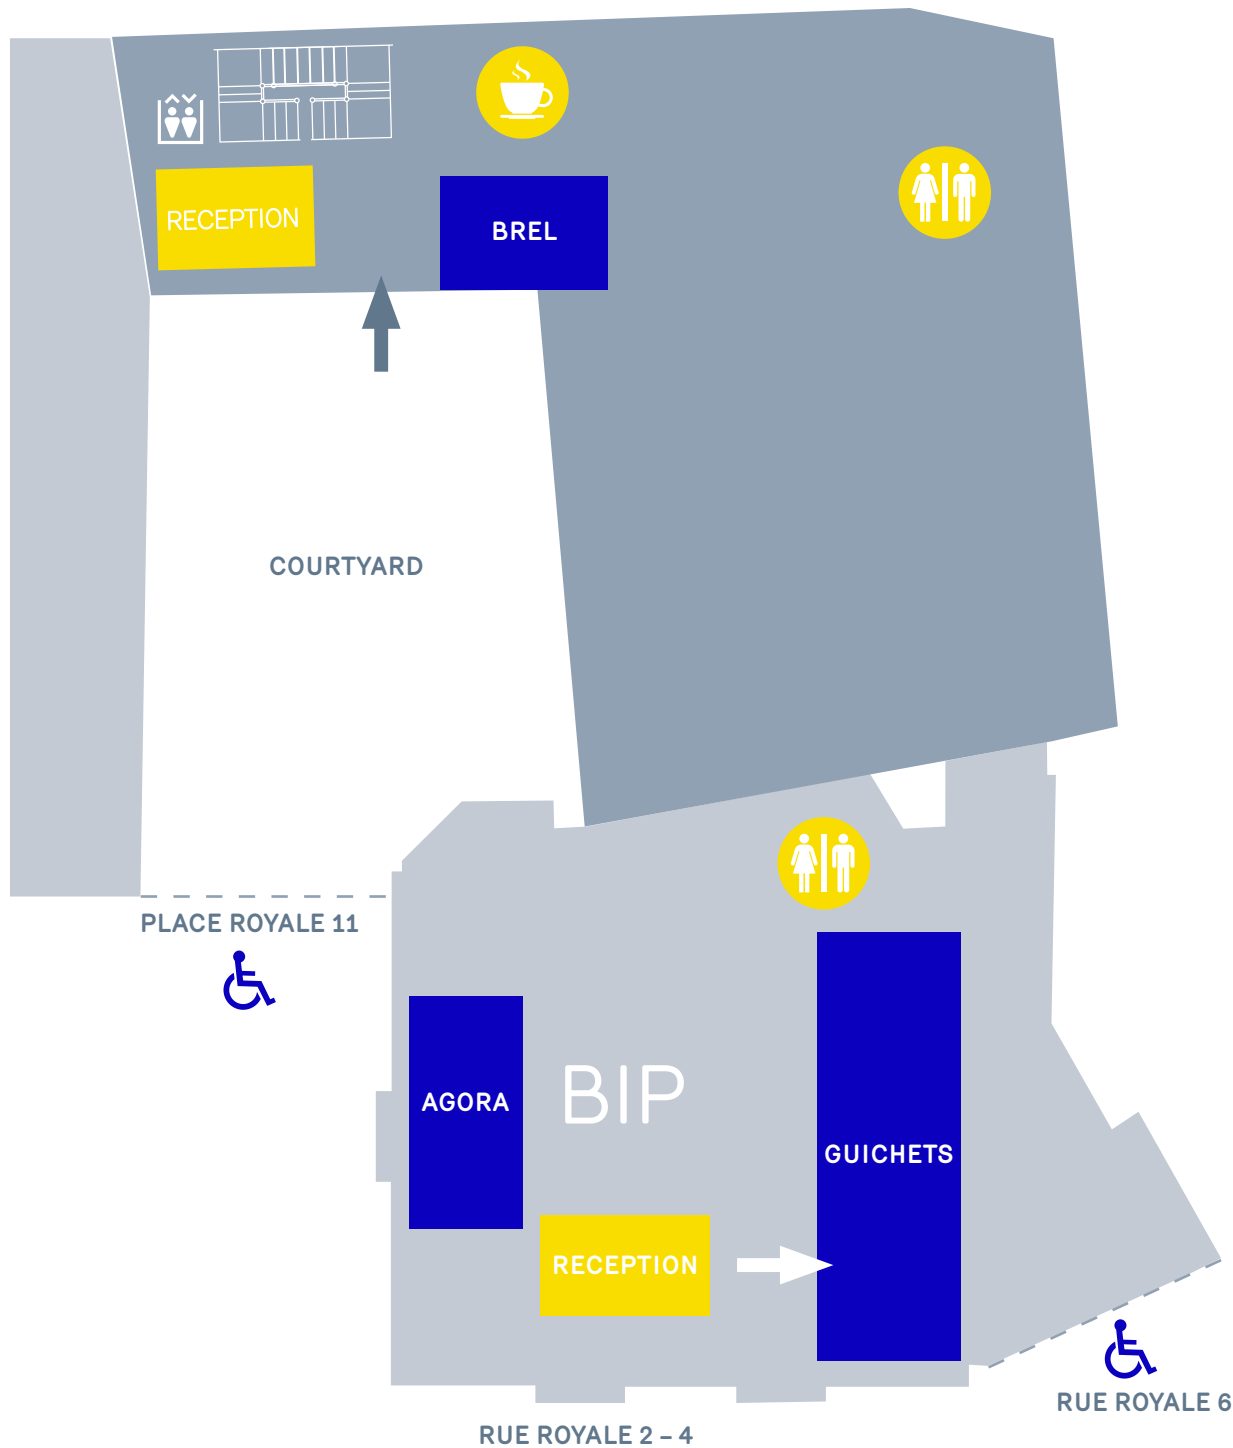 RECEPTION
BREL
COURTYARD
PLACE ROYALE 11
AGORA
BIP
GUICHETS
RECEPTION
RUE ROYALE 6
RUE ROYALE 2 – 4